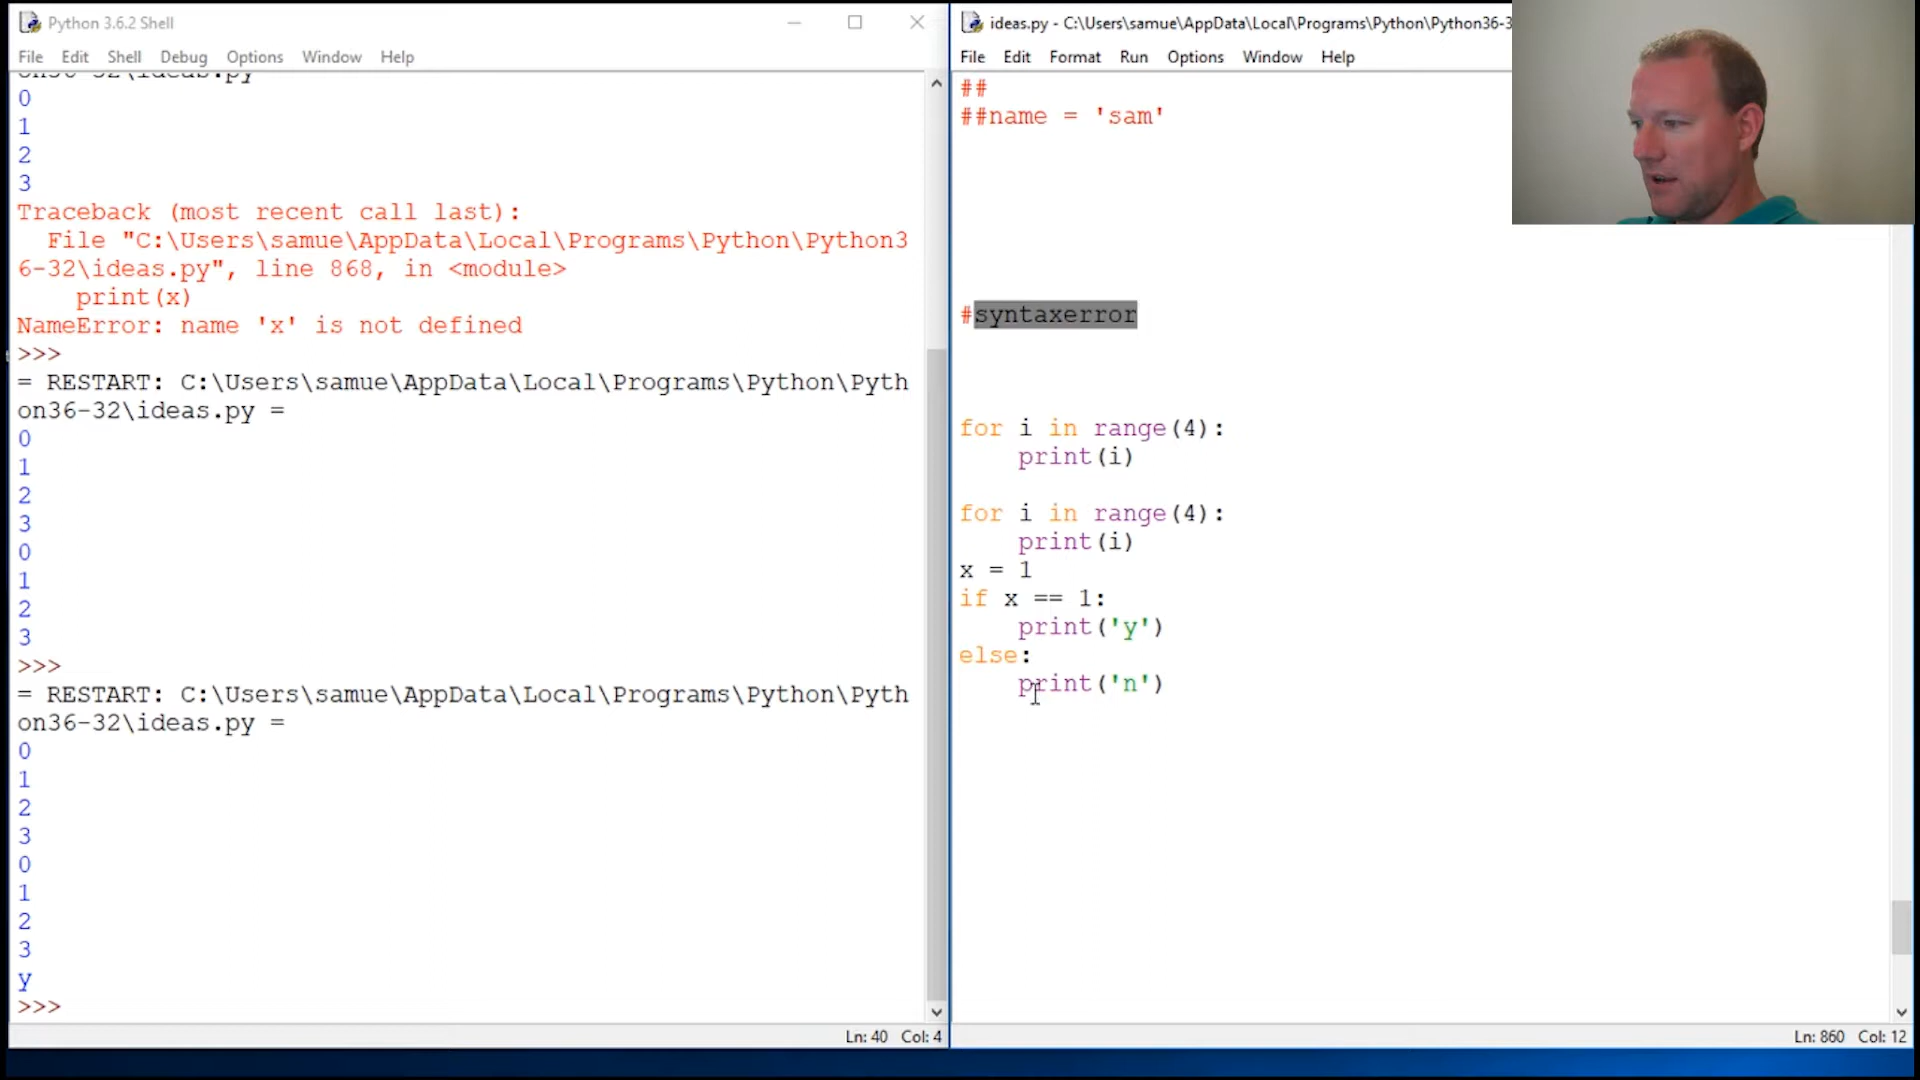 Python 3.6.2 Shell
File Edit Shell Debug Options Window Help
on36-32\ideas.py
0
1
2
3
Traceback (most recent call last):
File "C:\Users\samue\AppData\Local\Programs\Python\Python3
6-32\ideas.py", line 868, in <module>
print(x)
NameError: name 'x' is not defined
>>>
= RESTART: C:\Users\samue\AppData\Local\Programs\Python\Pyth
on36-32\ideas.py =
0
1
2
3
0
1
2
3
>>>
= RESTART: C:\Users\samue\AppData\Local\Programs\Python\Pyth
on36-32\ideas.py =
0
1
2
3
0
1
2
3
y
>>>
Ln: 40 Col: 4
ideas.py - C:\Users\samue\AppData\Local\Programs\Python\Python36-3
File Edit Format Run Options Window Help
##
##name = 'sam'
#syntaxerror
for i in range(4):
print(i)
for i in range(4):
print(i)
x = 1
if x == 1:
print('y')
else:
print('n')
Ln: 860 Col: 12